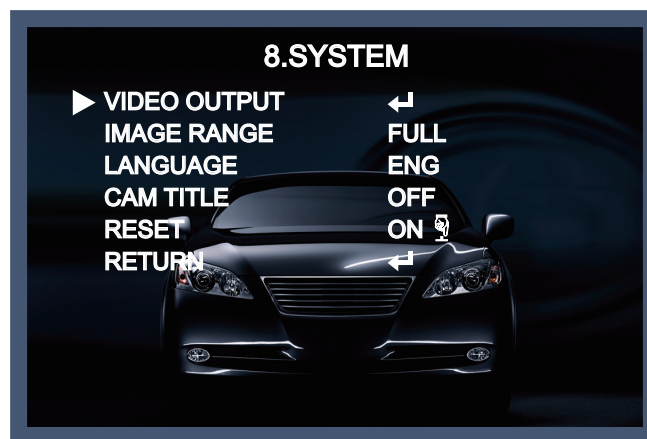 8.SYSTEM
VIDEO OUTPUT ↵
IMAGE RANGE FULL
LANGUAGE ENG
CAM TITLE OFF
RESET ON
RETURN ↵